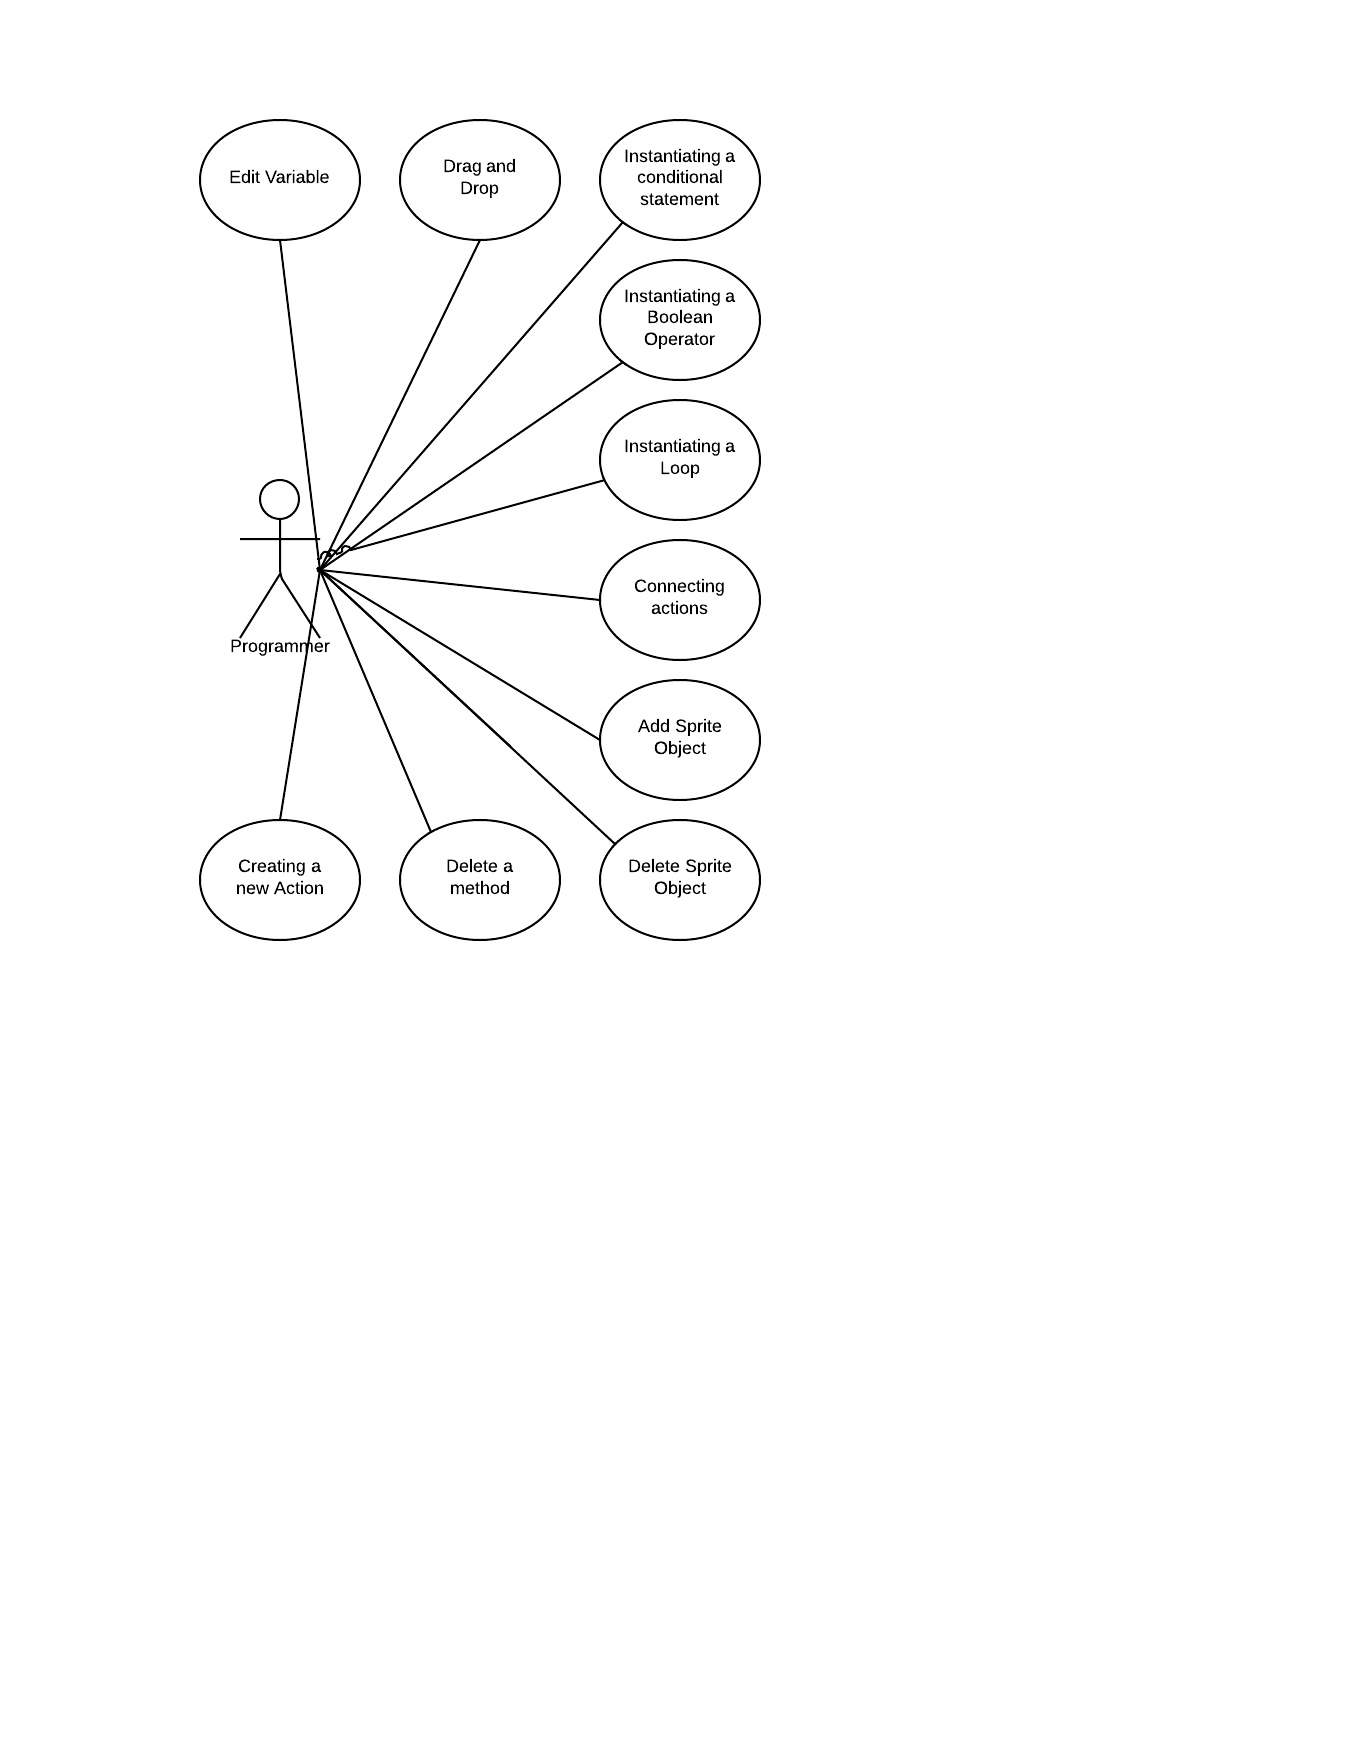 Edit Variable
Drag and
Drop
Instantiating a
conditional
statement
Instantiating a
Boolean
Operator
Instantiating a
Loop
Connecting
actions
Programmer
Add Sprite
Object
Creating a
new Action
Delete a
method
Delete Sprite
Object